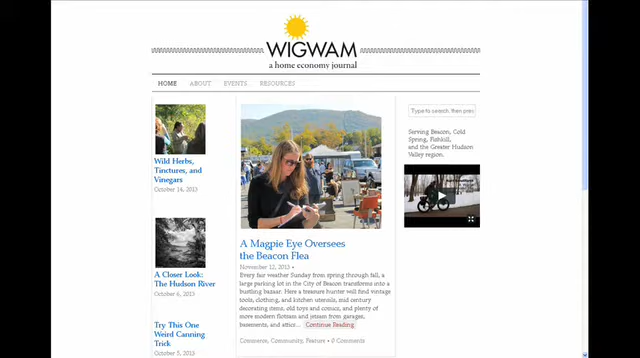 WIGWAM
a home economy journal
HOME ABOUT EVENTS RESOURCES
Wild Herbs,
Tinctures, and
Vinegars
October 14, 2013
A Closer Look:
The Hudson River
October 6, 2013
Try This One
Weird Canning
Trick
October 3, 2013
A Magpie Eye Oversees
the Beacon Flea
November 12, 2013 •
Every fair weather Sunday from spring through fall, a
large parking lot in the City of Beacon transforms into a
bustling bazaar. Here a treasure hunter will find vintage
tools, clothing, and kitchen utensils, mid century
decorating items, old toys and comics, and plenty of
more modern flotsam and jetsam from garages,
basements, and attics... Continue Reading
Commerce, Community, Feature • 0 Comments
Type to search, then pres
Serving Beacon, Cold
Spring, Fishkill,
and the Greater Hudson
Valley region.